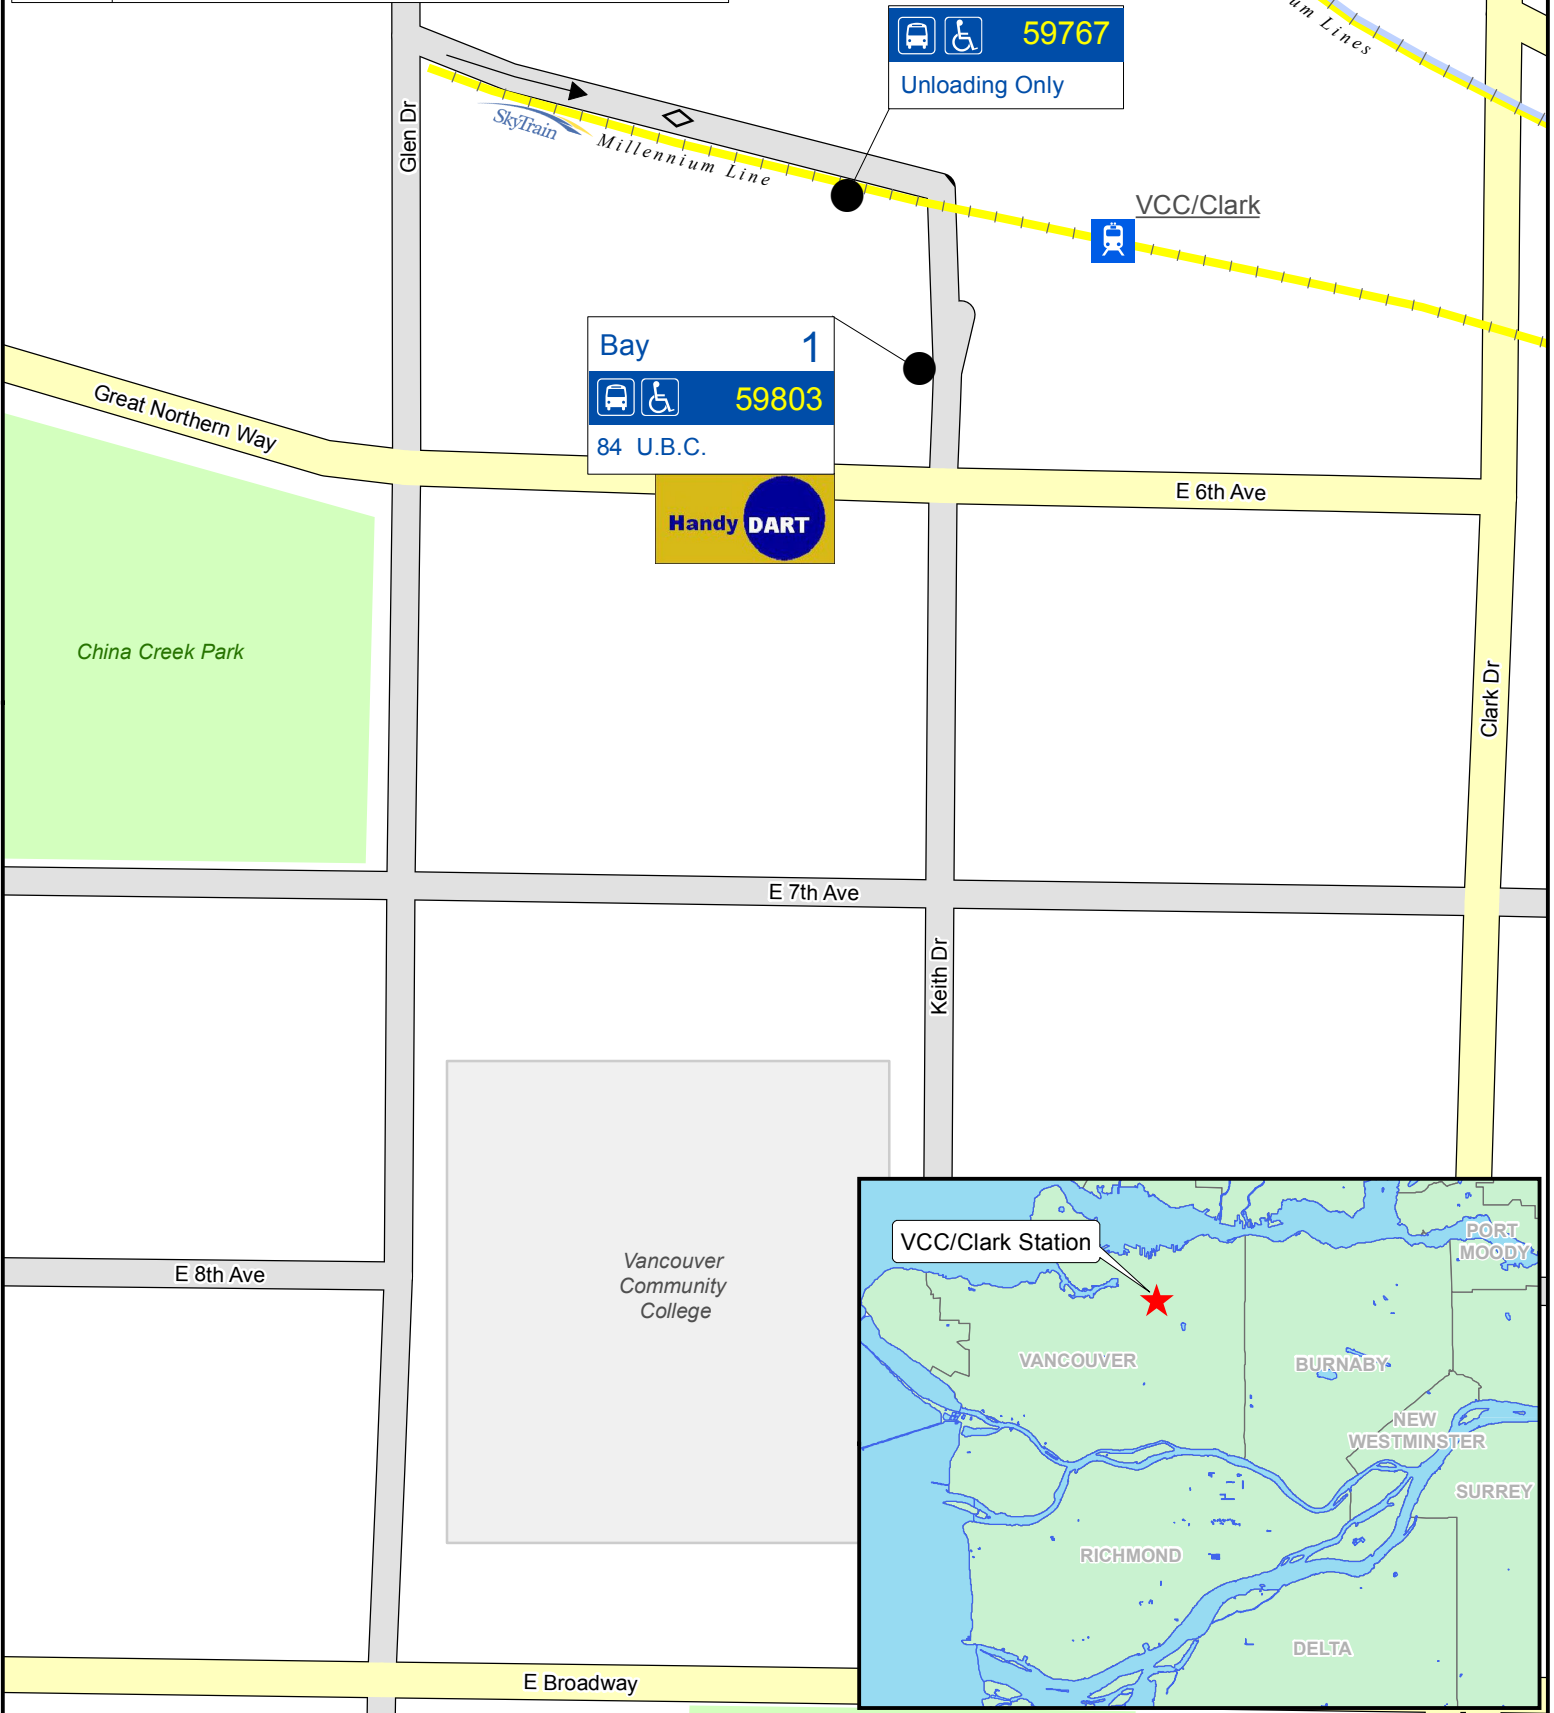 59767
Unloading Only
um Lines
Glen Dr
SkyTrain
Millennium Line
VCC/Clark
Bay 1
59803
84 U.B.C.
Handy DART
Great Northern Way
E 6th Ave
China Creek Park
Clark Dr
E 7th Ave
Keith Dr
Vancouver
Community
College
E 8th Ave
E Broadway
VCC/Clark Station
PORT
MOODY
VANCOUVER
BURNABY
NEW
WESTMINSTER
SURREY
RICHMOND
DELTA